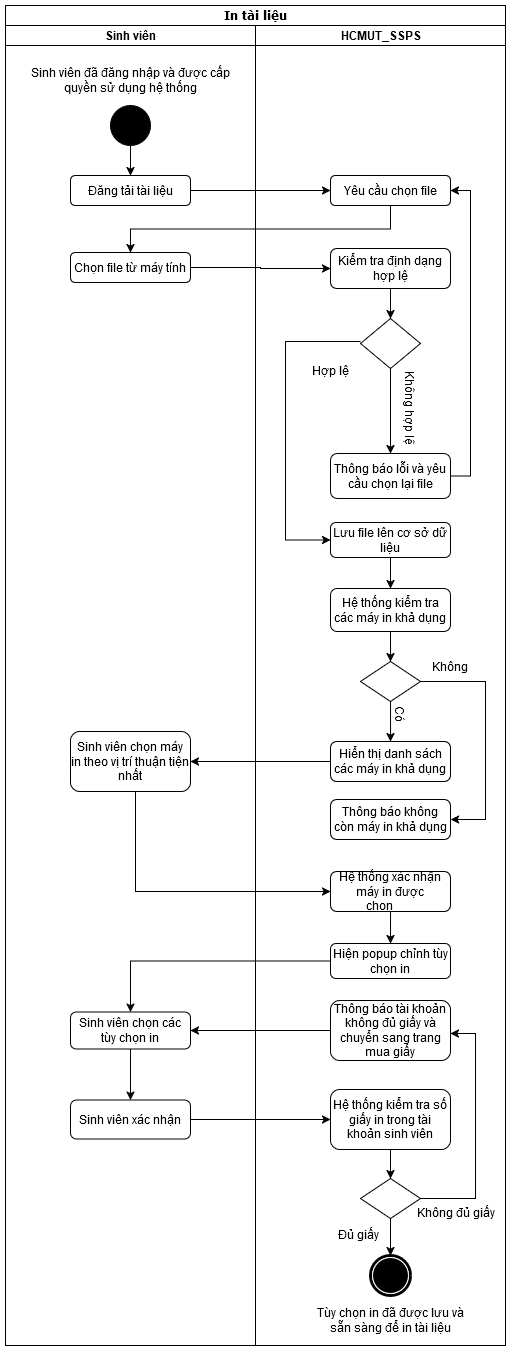 In tài liệu
Sinh viên
HCMUT_SSPS
Sinh viên đã đăng nhập và được cấp
quyền sử dụng hệ thống
Đăng tải tài liệu
Yêu cầu chọn file
Chọn file từ máy tính
Kiểm tra định dạng
hợp lệ
Hợp lệ
Không hợp lệ
Thông báo lỗi và yêu
cầu chọn lại file
Lưu file lên cơ sở dữ
liệu
Hệ thống kiểm tra
các máy in khả dụng
Không
Có
Sinh viên chọn máy
in theo vị trí thuận tiện
nhất
Hiển thị danh sách
các máy in khả dụng
Thông báo không
còn máy in khả dụng
Hệ thống xác nhận
máy in được
chọn
Hiện popup chỉnh tùy
chọn in
Sinh viên chọn các
tùy chọn in
Thông báo tài khoản
không đủ giấy và
chuyển sang trang
mua giấy
Sinh viên xác nhận
Hệ thống kiểm tra số
giấy in trong tài
khoản sinh viên
Không đủ giấy
Đủ giấy
Tùy chọn in đã được lưu và
sẵn sàng để in tài liệu